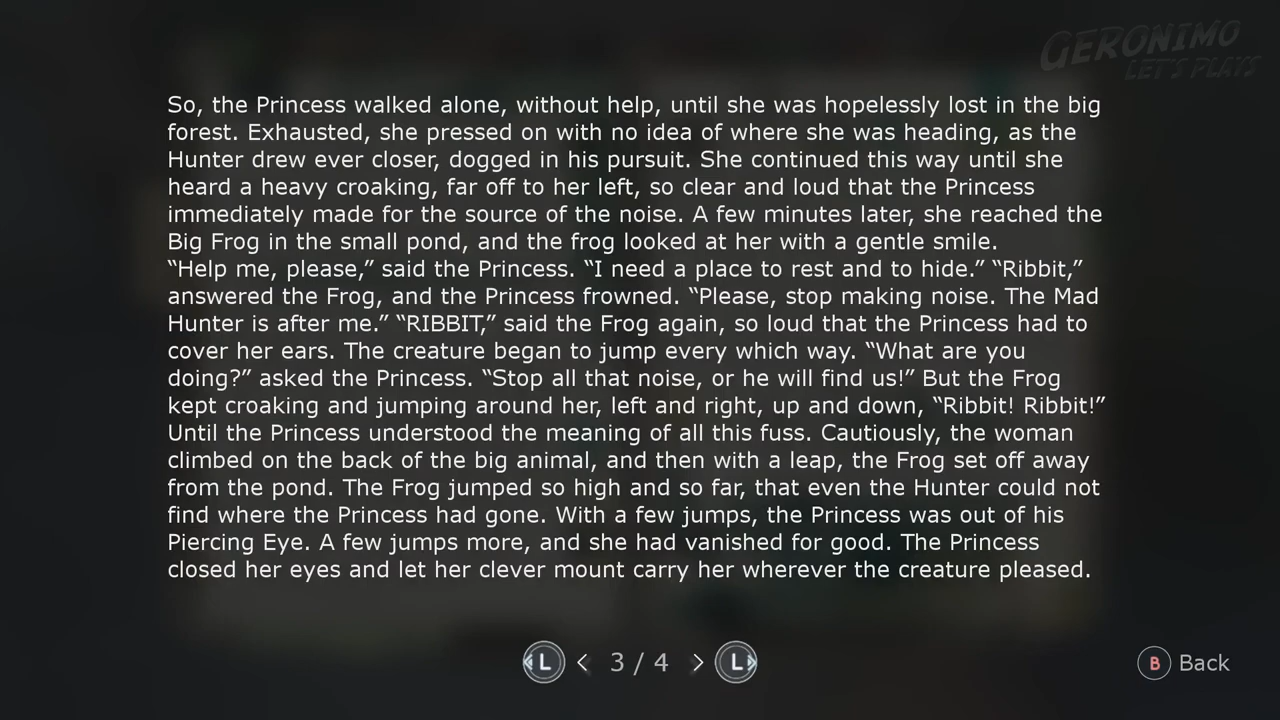 GERONIMO
LET'S PLAYS
So, the Princess walked alone, without help, until she was hopelessly lost in the big
forest. Exhausted, she pressed on with no idea of where she was heading, as the
Hunter drew ever closer, dogged in his pursuit. She continued this way until she
heard a heavy croaking, far off to her left, so clear and loud that the Princess
immediately made for the source of the noise. A few minutes later, she reached the
Big Frog in the small pond, and the frog looked at her with a gentle smile.
“Help me, please,” said the Princess. “I need a place to rest and to hide.” “Ribbit,”
answered the Frog, and the Princess frowned. “Please, stop making noise. The Mad
Hunter is after me.” “RIBBIT,” said the Frog again, so loud that the Princess had to
cover her ears. The creature began to jump every which way. “What are you
doing?” asked the Princess. “Stop all that noise, or he will find us!” But the Frog
kept croaking and jumping around her, left and right, up and down, “Ribbit! Ribbit!”
Until the Princess understood the meaning of all this fuss. Cautiously, the woman
climbed on the back of the big animal, and then with a leap, the Frog set off away
from the pond. The Frog jumped so high and so far, that even the Hunter could not
find where the Princess had gone. With a few jumps, the Princess was out of his
Piercing Eye. A few jumps more, and she had vanished for good. The Princess
closed her eyes and let her clever mount carry her wherever the creature pleased.
L < 3 / 4 > L
B Back